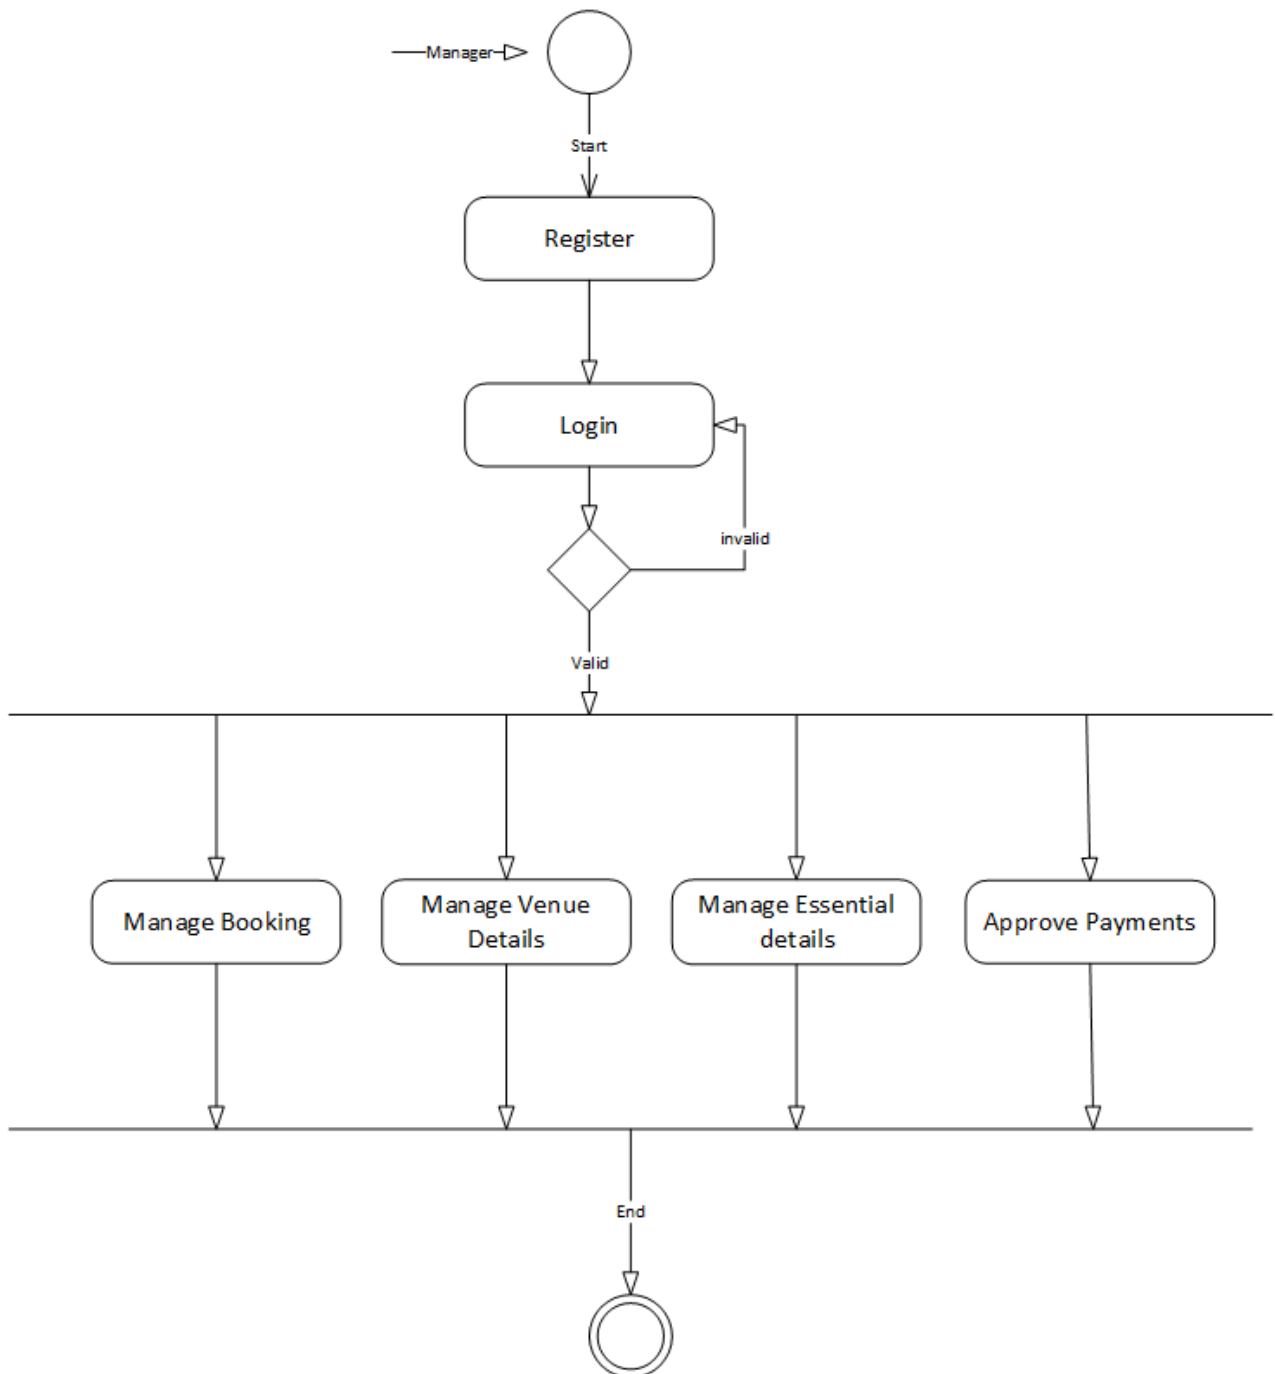 Manager
Start
Register
Login
invalid
Valid
Manage Booking
Manage Venue
Details
Manage Essential
details
Approve Payments
End